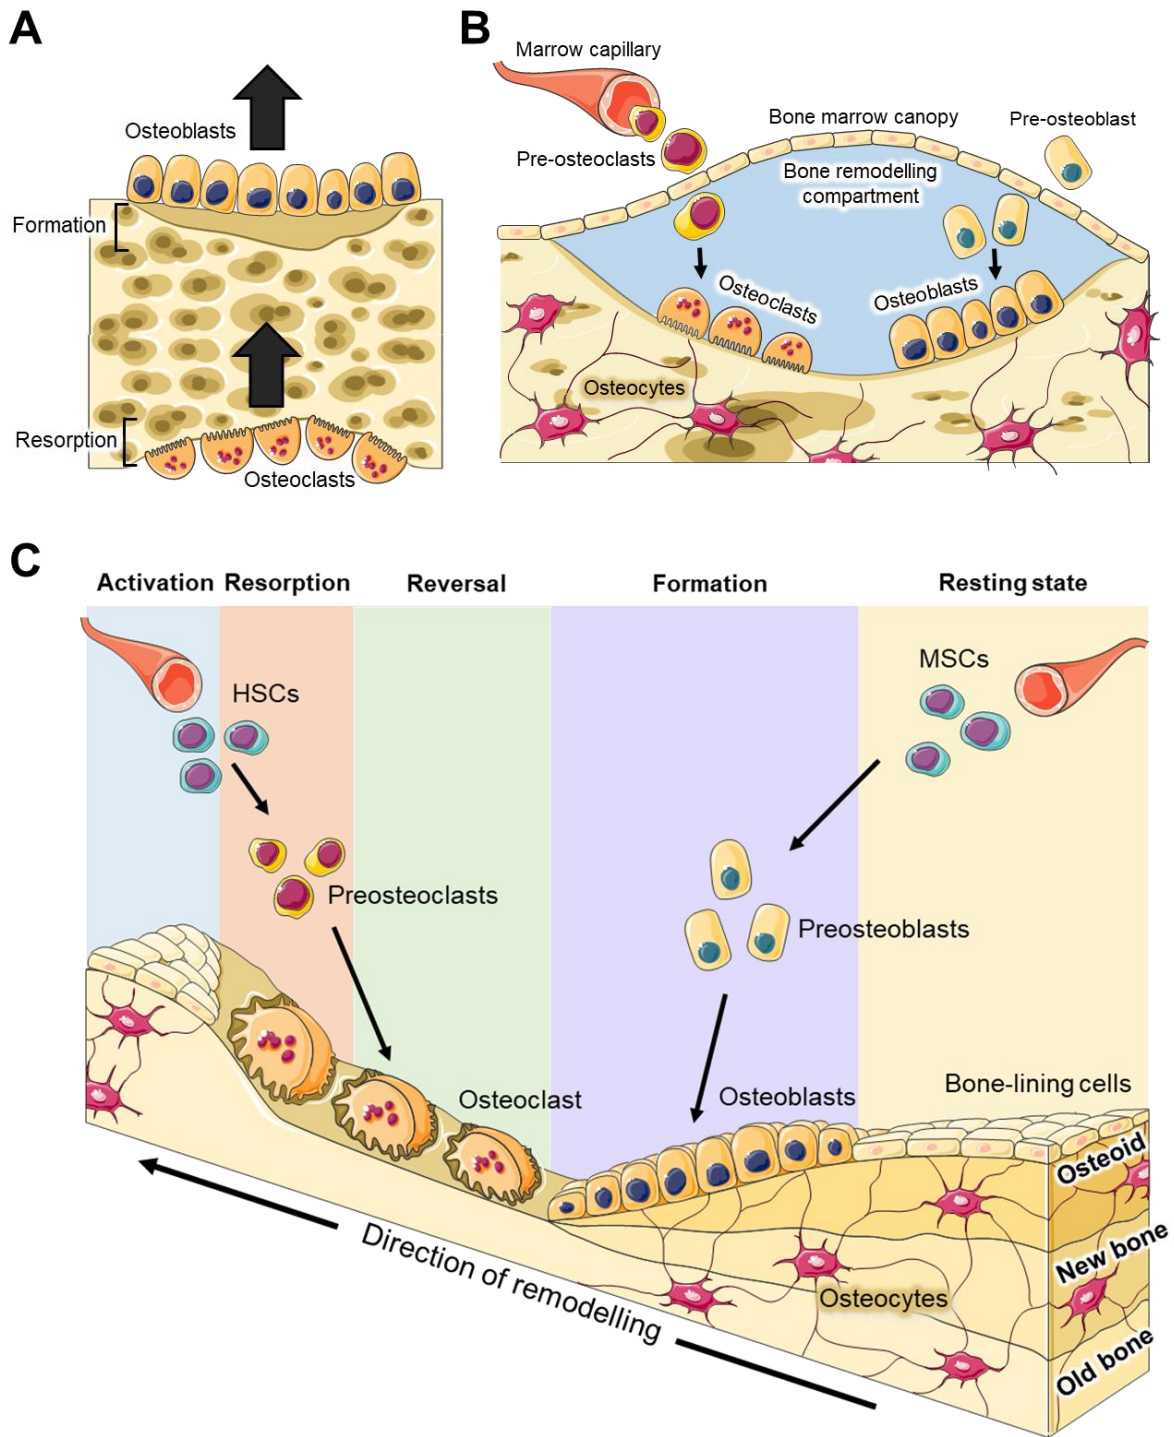 A
Osteoblasts
Formation
Resorption
Osteoclasts
B
Marrow capillary
Bone marrow canopy
Pre-osteoblast
Pre-osteoclasts
Bone remodelling
compartment
Osteoclasts
Osteoblasts
Osteocytes
C
Activation
Resorption
Reversal
Formation
Resting state
HSCs
MSCs
Preosteoclasts
Preosteoblasts
Osteoclast
Osteoblasts
Bone-lining cells
Osteoid
New bone
Old bone
Osteocytes
Direction of remodelling